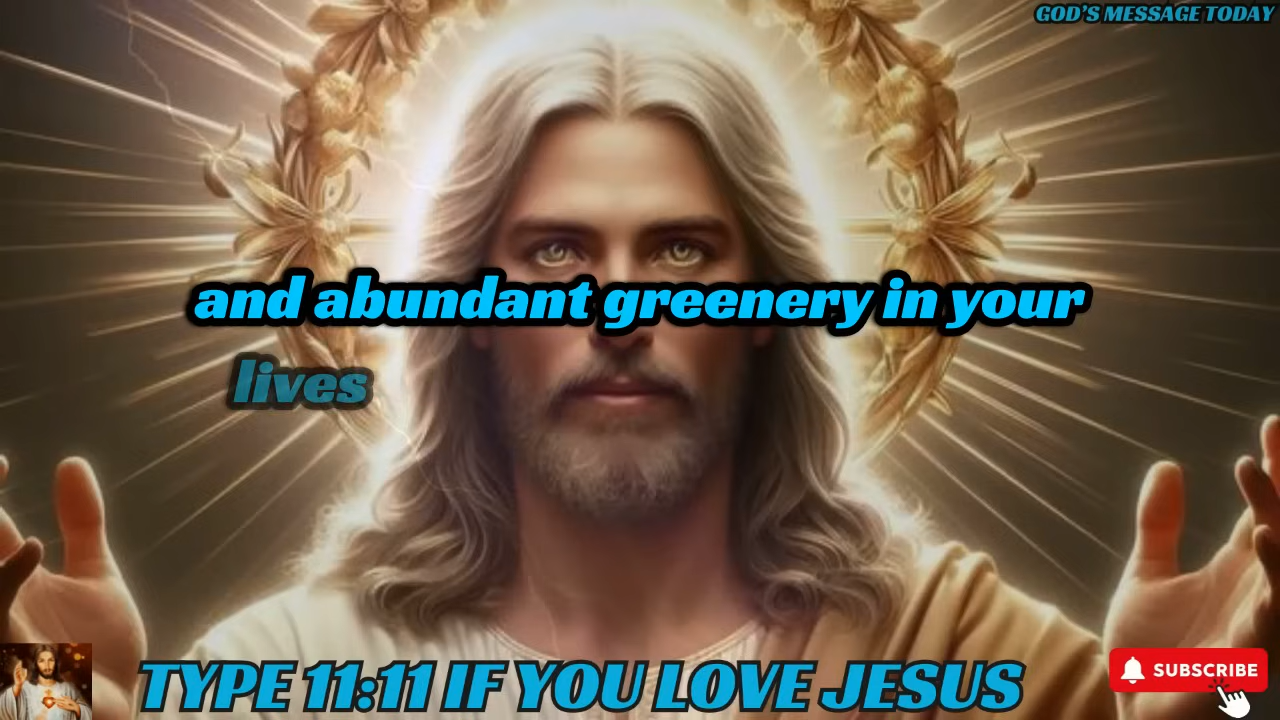 GOD'S MESSAGE TODAY
and abundant greenery in your
lives
TYPE 11:11 IF YOU LOVE JESUS
SUBSCRIBE